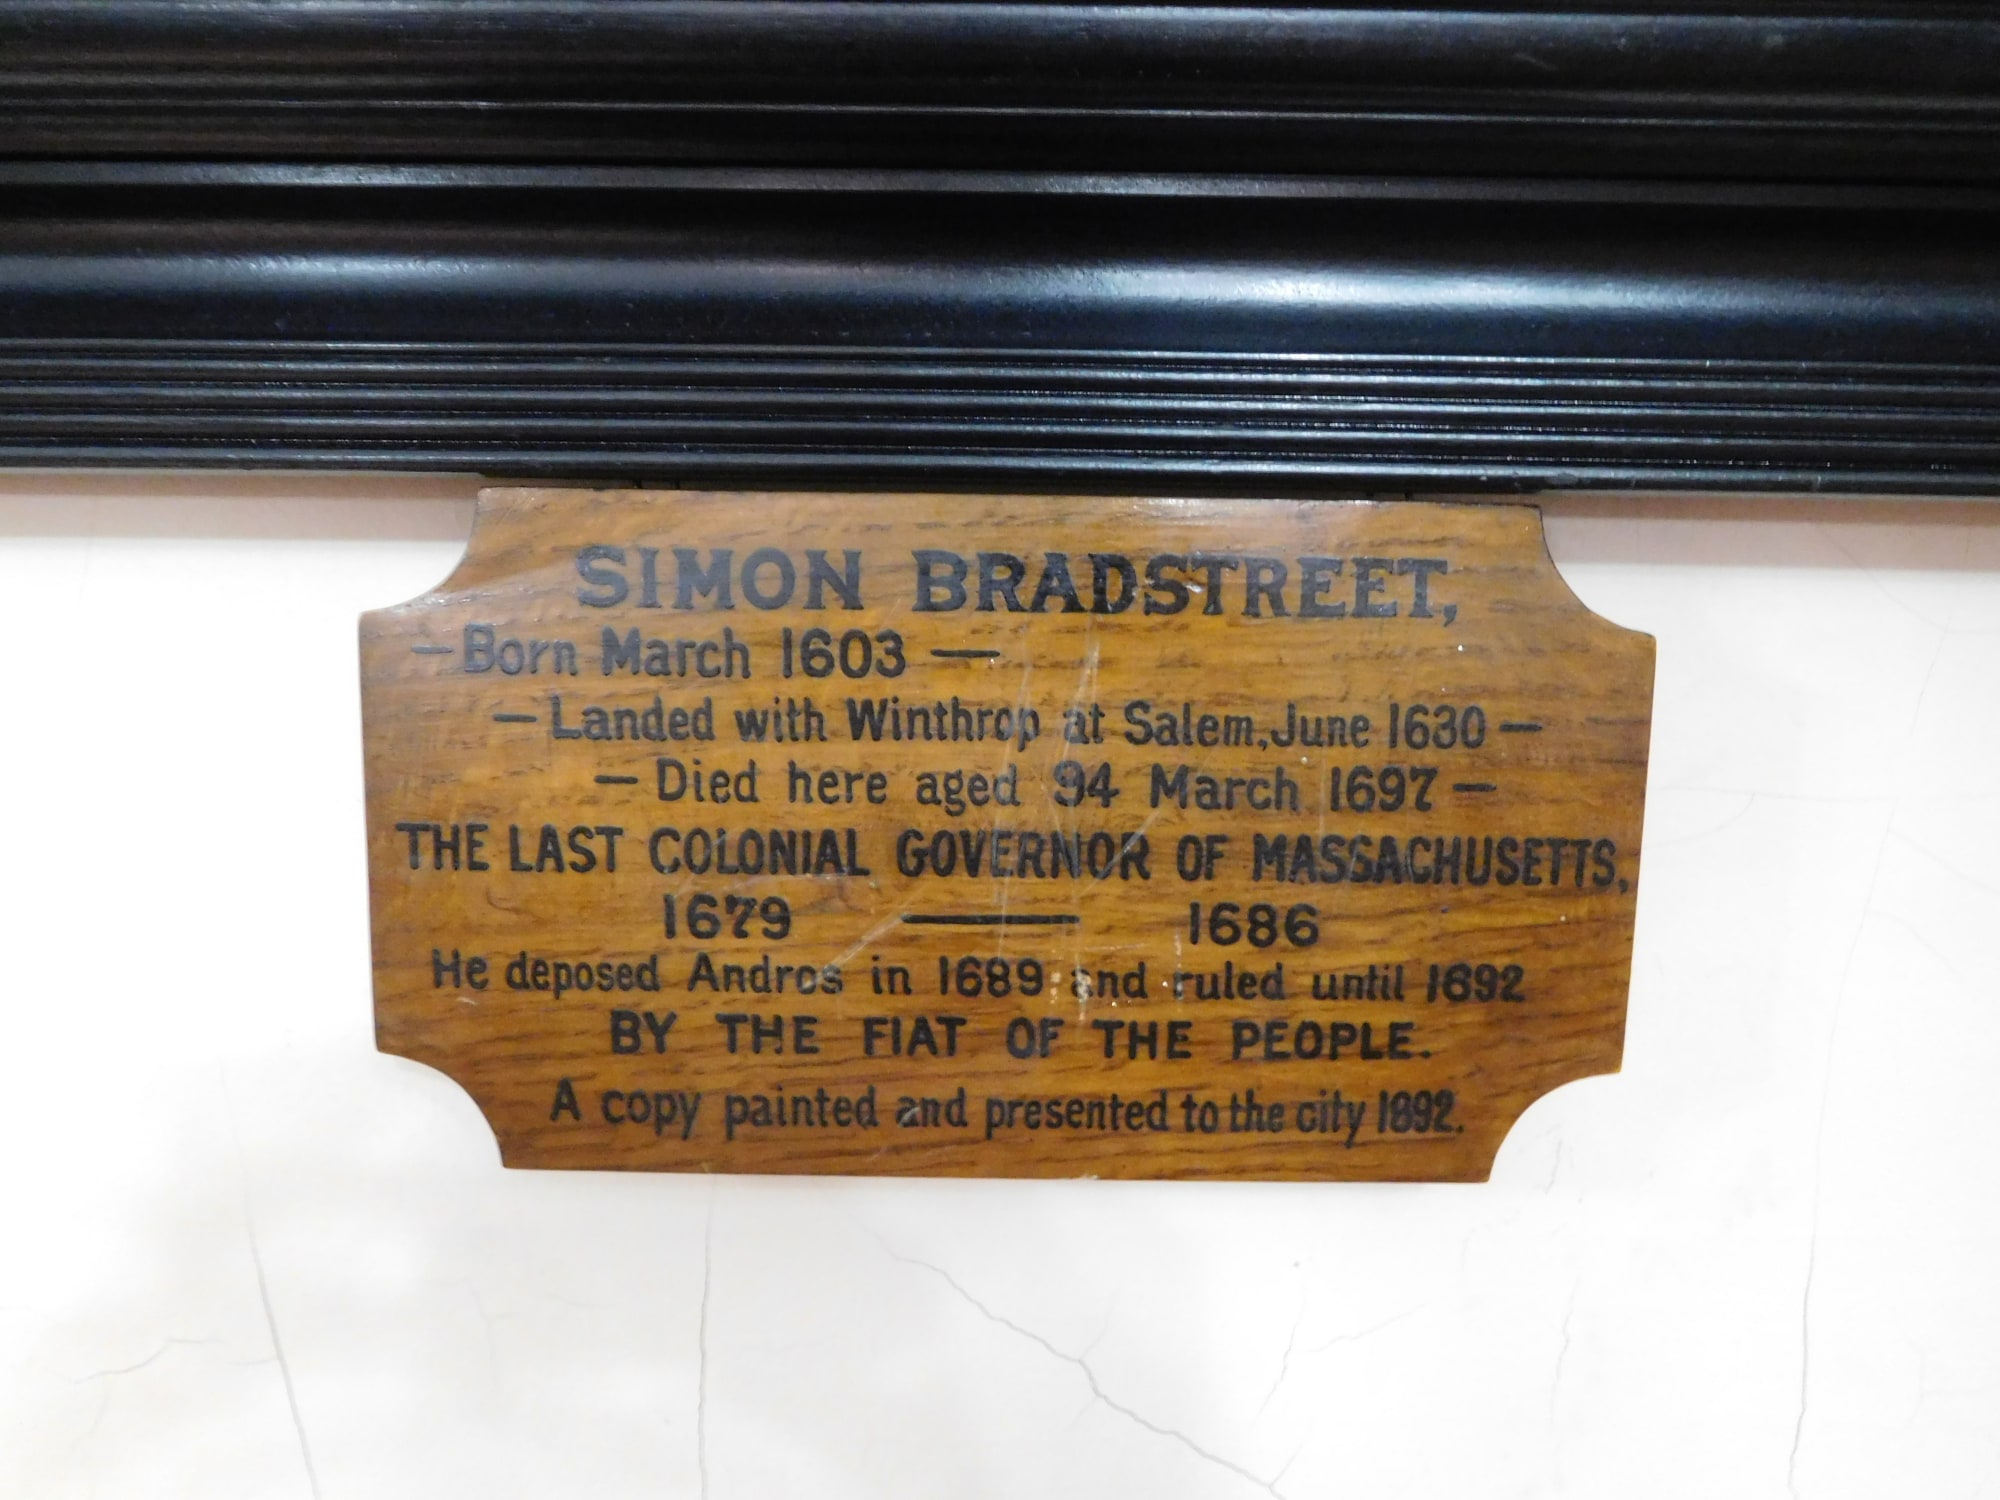 SIMON BRADSTREET,
— Born March 1603 —
— Landed with Winthrop at Salem, June 1630 —
— Died here aged 94 March 1697 —
THE LAST COLONIAL GOVERNOR OF MASSACHUSETTS,
1679 — 1686
He deposed Andros in 1689 and ruled until 1692
BY THE FIAT OF THE PEOPLE.
A copy painted and presented to the city 1892.